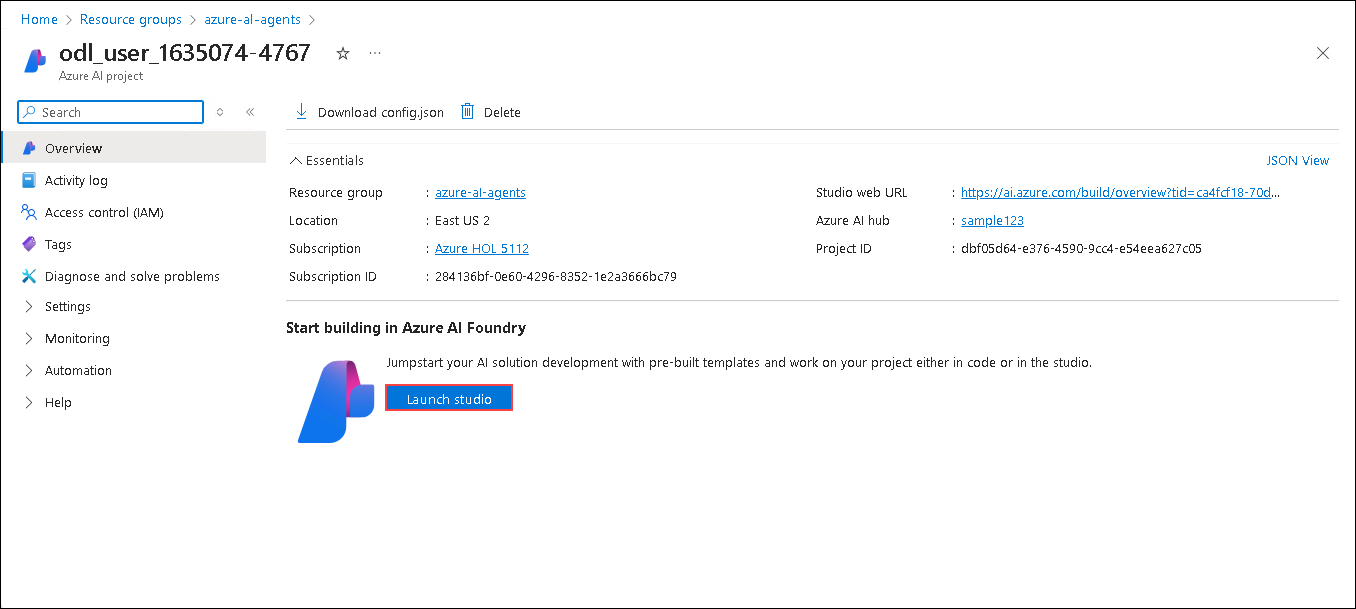 Home > Resource groups > azure-aI-agents >
odl_user_1635074-4767 ☆ ...
Azure AI project
Search
Download config.json Delete
Overview
Activity log
Access control (IAM)
Tags
Diagnose and solve problems
Settings
Monitoring
Automation
Help
Essentials
JSON View
Resource group : azure-aI-agents
Location : East US 2
Subscription : Azure HOL 5112
Subscription ID : 284136bf-0e60-4296-8352-1e2a3666bc79
Studio web URL : https://ai.azure.com/build/overview?tid=ca4fcf18-70d...
Azure AI hub : sample123
Project ID : dbf05d64-e376-4590-9cc4-e54eea627c05
Start building in Azure AI Foundry
Jumpstart your AI solution development with pre-built templates and work on your project either in code or in the studio.
Launch studio